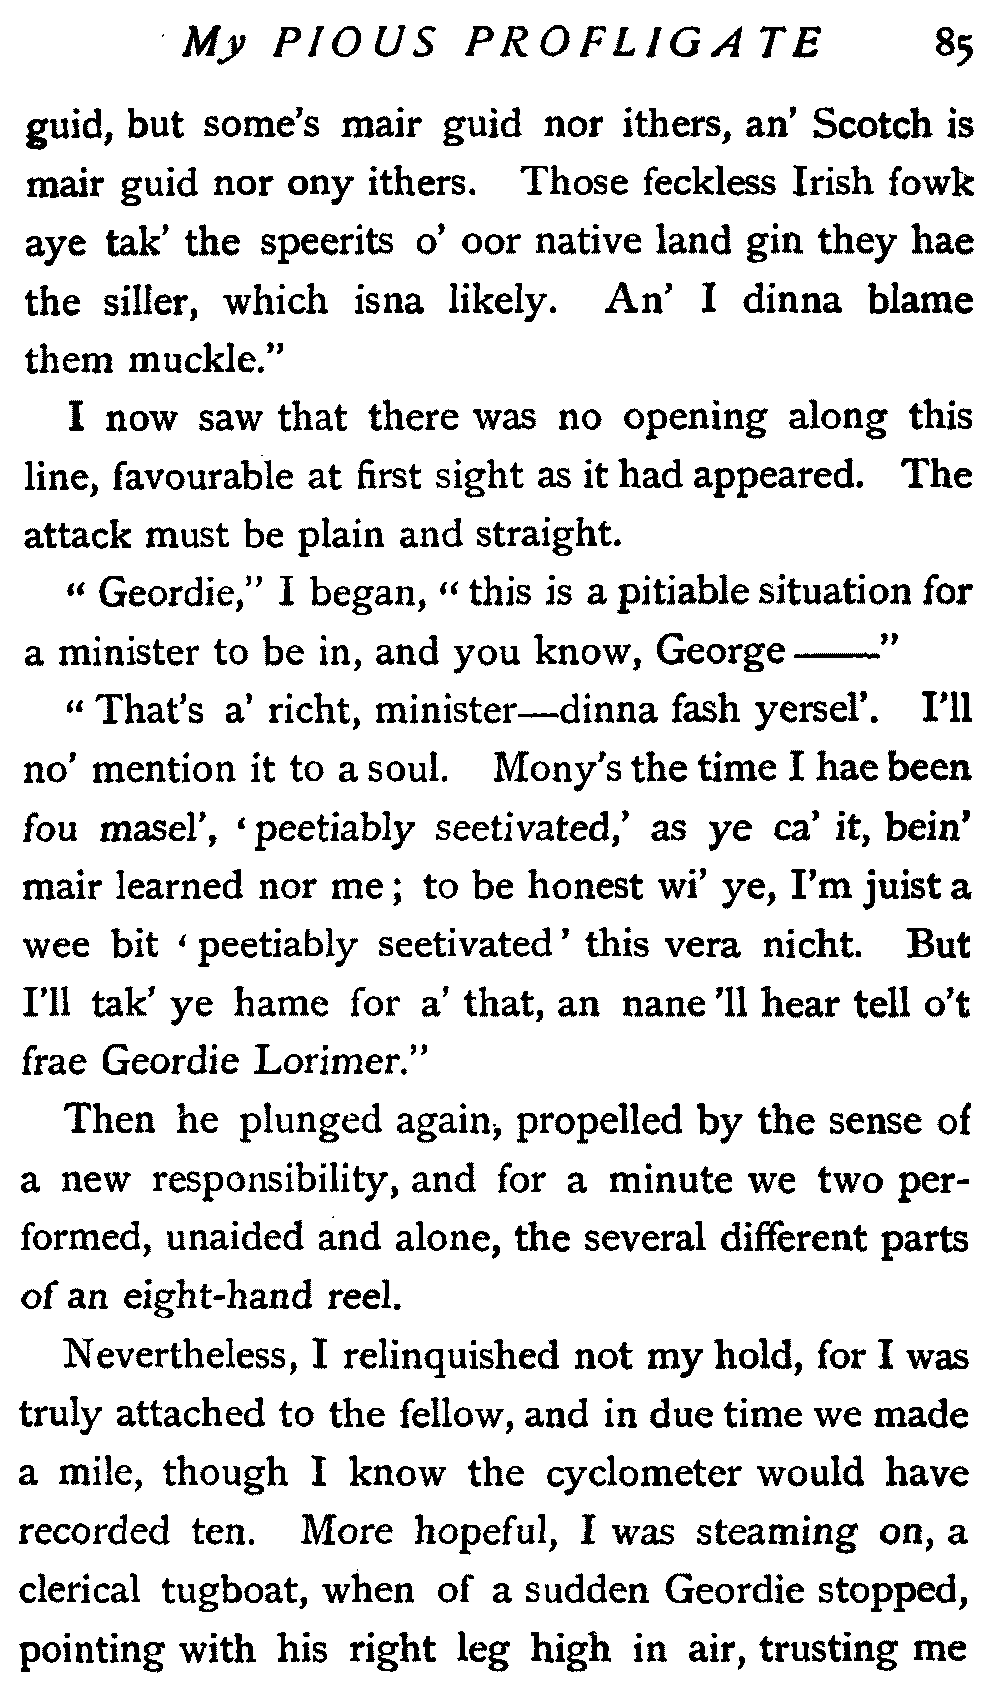 My PIOUS PROFLIGATE 85
guid, but some's mair guid nor ithers, an' Scotch is
mair guid nor ony ithers. Those feckless Irish fowk
aye tak' the speerits o' oor native land gin they hae
the siller, which isna likely. An' I dinna blame
them muckle."
I now saw that there was no opening along this
line, favourable at first sight as it had appeared. The
attack must be plain and straight.
"Geordie," I began, "this is a pitiable situation for
a minister to be in, and you know, George——"
"That's a' richt, minister—dinna fash yersel'. I'll
no' mention it to a soul. Mony's the time I hae been
fou masel', 'peetiably seetivated,' as ye ca' it, bein'
mair learned nor me; to be honest wi' ye, I'm juist a
wee bit 'peetiably seetivated' this vera nicht. But
I'll tak' ye hame for a' that, an nane 'll hear tell o't
frae Geordie Lorimer."
Then he plunged again, propelled by the sense of
a new responsibility, and for a minute we two per-
formed, unaided and alone, the several different parts
of an eight-hand reel.
Nevertheless, I relinquished not my hold, for I was
truly attached to the fellow, and in due time we made
a mile, though I know the cyclometer would have
recorded ten. More hopeful, I was steaming on, a
clerical tugboat, when of a sudden Geordie stopped,
pointing with his right leg high in air, trusting me